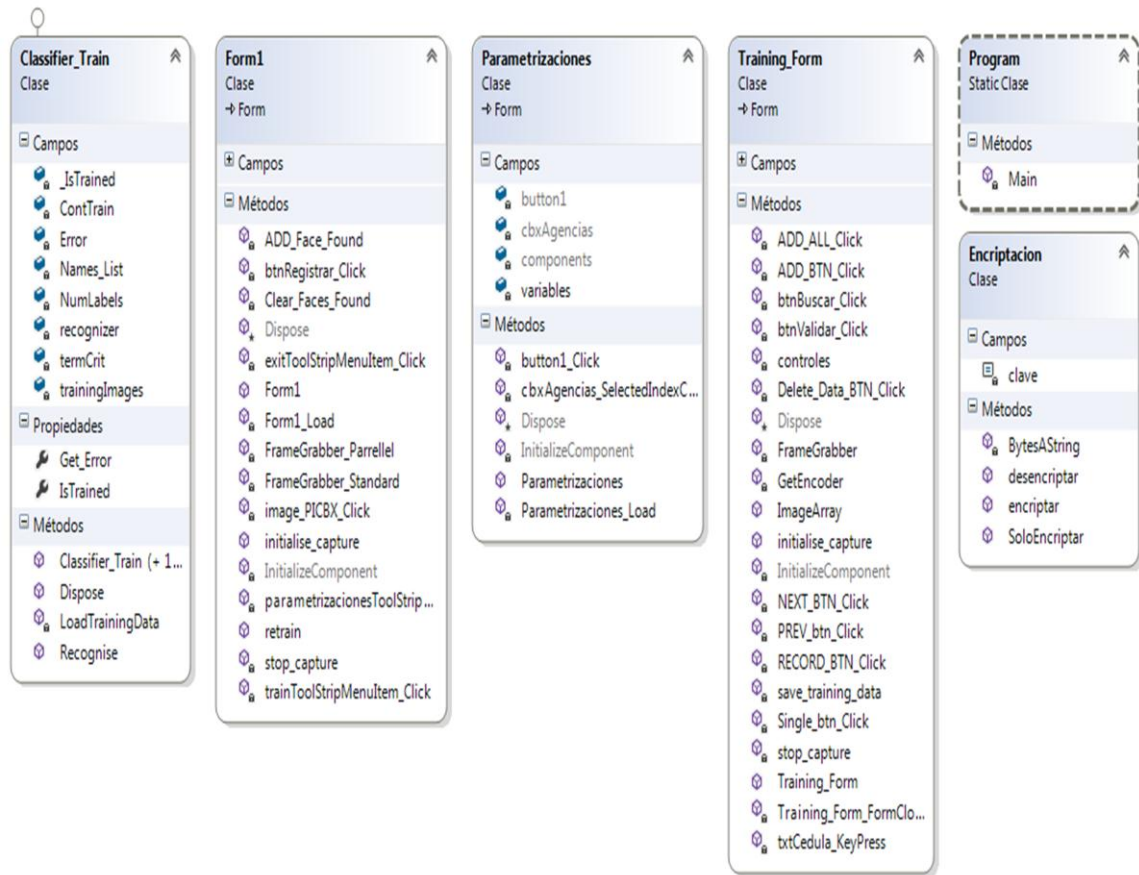 Classifier_Train
Clase
Campos
_IsTrained
ContTrain
Error
Names_List
NumLabels
recognizer
termCrit
trainingImages
Propiedades
Get_Error
IsTrained
Métodos
Classifier_Train (+ 1...
Dispose
LoadTrainingData
Recognise
Form1
Clase
Form
Campos
Métodos
ADD_Face_Found
btnRegistrar_Click
Clear_Faces_Found
Dispose
exitToolStripMenuItem_Click
Form1
Form1_Load
FrameGrabber_Parrellel
FrameGrabber_Standard
image_PICBX_Click
initialise_capture
InitializeComponent
parametrizacionesToolStrip...
retrain
stop_capture
trainToolStripMenuItem_Click
Parametrizaciones
Clase
Form
Campos
button1
cbxAgencias
components
variables
Métodos
button1_Click
cbxAgencias_SelectedIndexC...
Dispose
InitializeComponent
Parametrizaciones
Parametrizaciones_Load
Training_Form
Clase
Form
Campos
Métodos
ADD_ALL_Click
ADD_BTN_Click
btnBuscar_Click
btnValidar_Click
controles
Delete_Data_BTN_Click
Dispose
FrameGrabber
GetEncoder
ImageArray
initialise_capture
InitializeComponent
NEXT_BTN_Click
PREV_btn_Click
RECORD_BTN_Click
save_training_data
Single_btn_Click
stop_capture
Training_Form
Training_Form_FormClo...
txtCedula_KeyPress
Program
Static Clase
Métodos
Main
Encriptacion
Clase
Campos
clave
Métodos
BytesAString
desencriptar
encriptar
SoloEncriptar